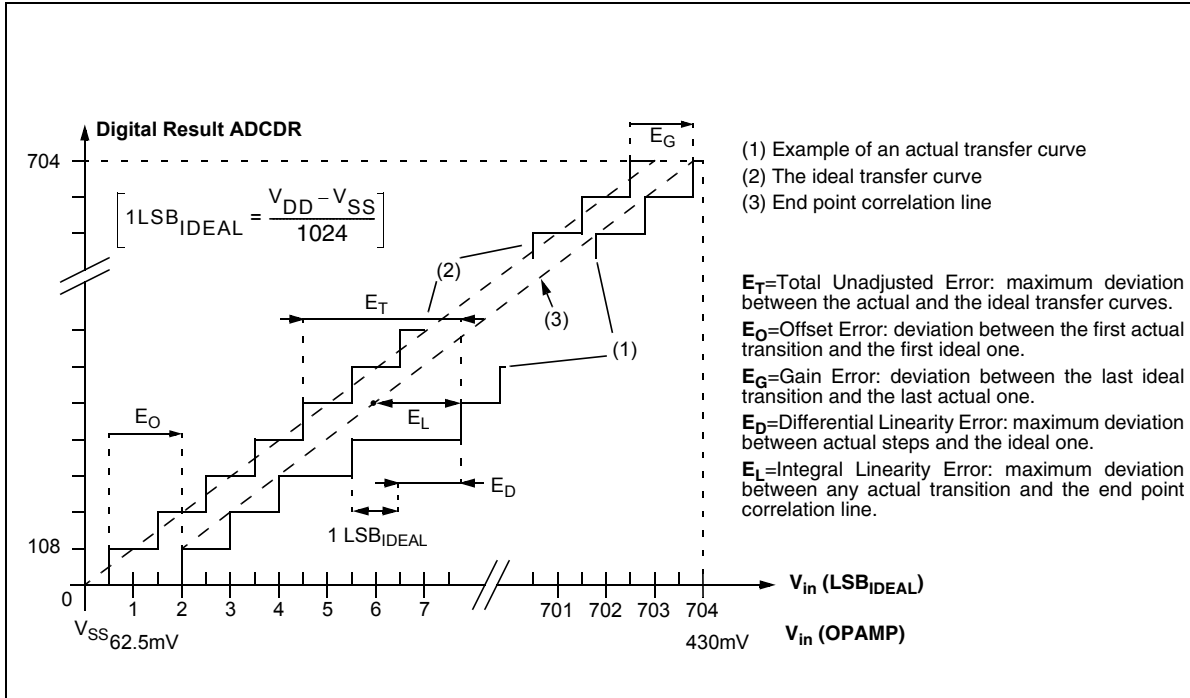 Digital Result ADCDR
E_G
704
(1) Example of an actual transfer curve
(2) The ideal transfer curve
(3) End point correlation line
1LSB_IDEAL = (V_DD – V_SS) / 1024
(2)
E_T
(3)
(1)
E_T=Total Unadjusted Error: maximum deviation
between the actual and the ideal transfer curves.
E_O=Offset Error: deviation between the first actual
transition and the first ideal one.
E_G=Gain Error: deviation between the last ideal
transition and the last actual one.
E_D=Differential Linearity Error: maximum deviation
between actual steps and the ideal one.
E_L=Integral Linearity Error: maximum deviation
between any actual transition and the end point
correlation line.
E_O
E_L
E_D
1 LSB_IDEAL
108
0
1 2 3 4 5 6 7 701 702 703 704
V_in (LSB_IDEAL)
V_SS
62.5mV
430mV
V_in (OPAMP)